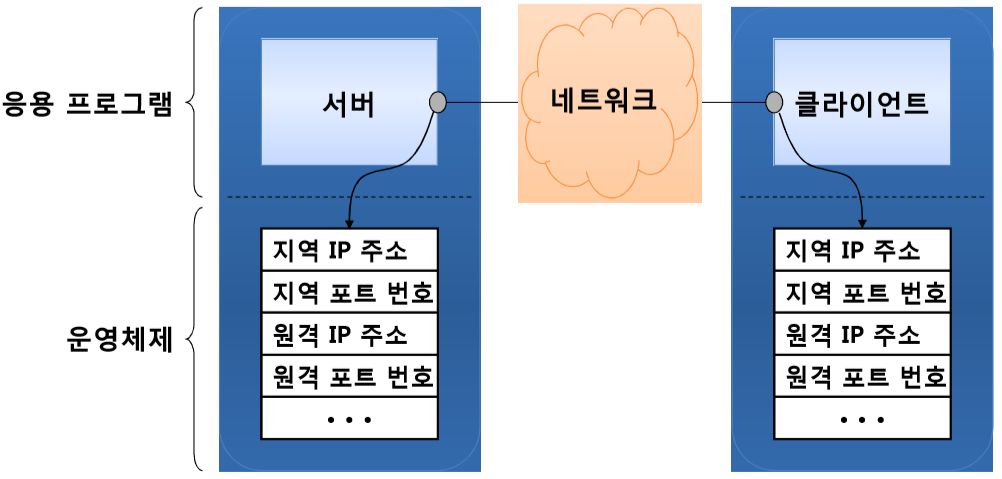 응용 프로그램
서버
네트워크
클라이언트
운영체제
지역 IP 주소
지역 포트 번호
원격 IP 주소
원격 포트 번호
• • •
지역 IP 주소
지역 포트 번호
원격 IP 주소
원격 포트 번호
• • •